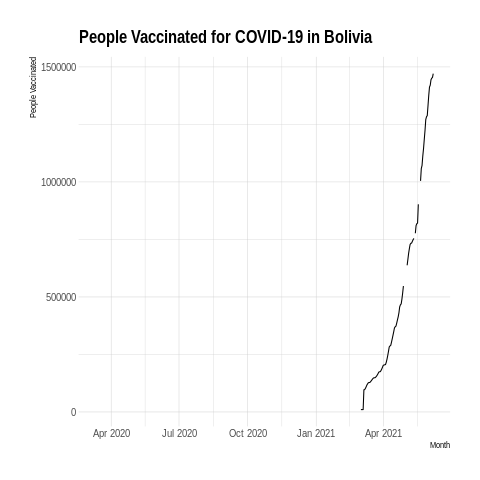 People Vaccinated for COVID-19 in Bolivia
People Vaccinated
1500000
1000000
500000
0
Apr 2020 Jul 2020 Oct 2020 Jan 2021 Apr 2021
Month